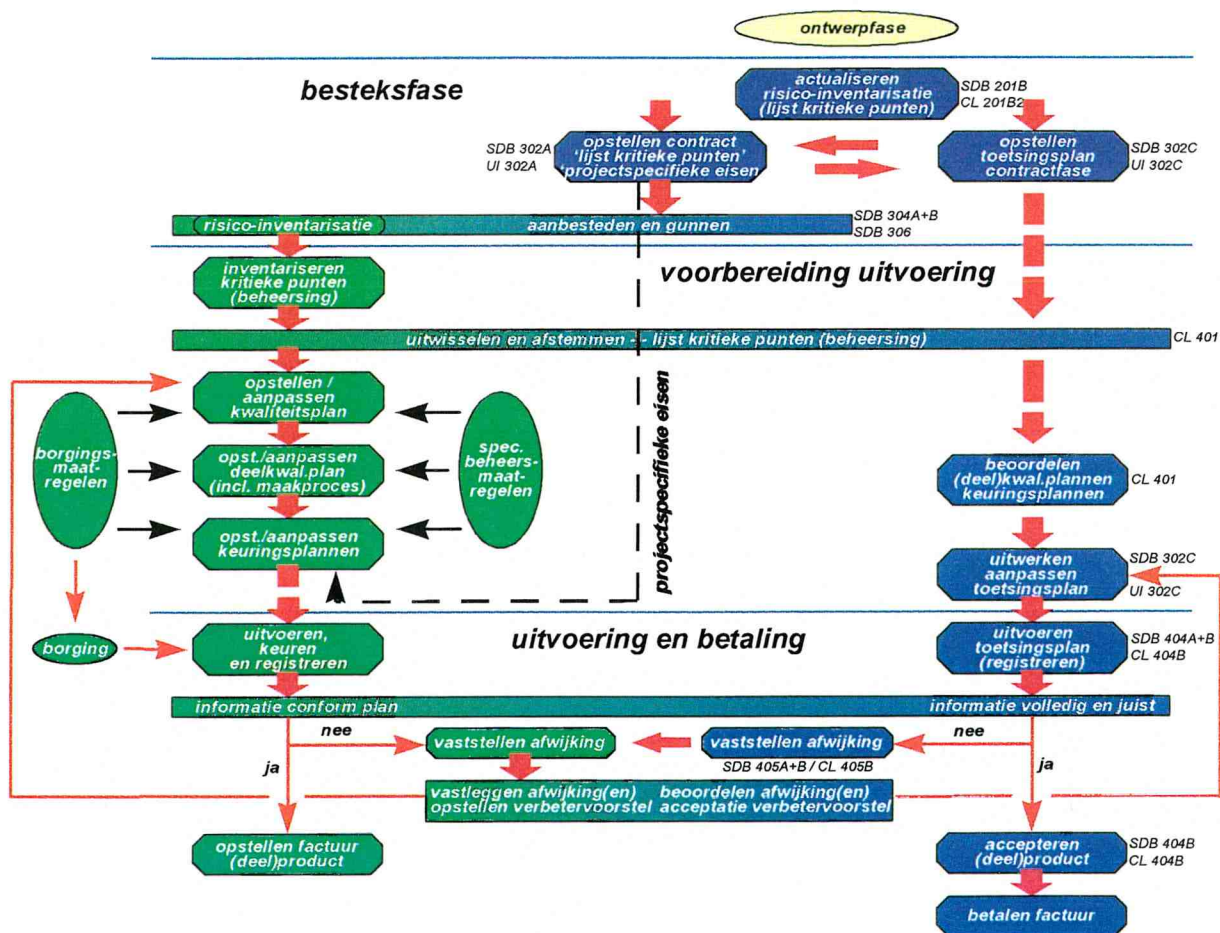 ontwerpfase
besteksfase
actualiseren
risico-inventarisatie
(lijst kritieke punten)
SDB 201B
CL 201B2
SDB 302A
UI 302A
opstellen contract
'lijst kritieke punten'
'projectspecifieke eisen
opstellen
toetsingsplan
contractfase
SDB 302C
UI 302C
risico-inventarisatie
aanbesteden en gunnen
SDB 304A+B
SDB 306
inventariseren
kritieke punten
(beheersing)
voorbereiding uitvoering
uitwisselen en afstemmen - - lijst kritieke punten (beheersing)
CL 401
opstellen /
aanpassen
kwaliteitsplan
borgings-
maat-
regelen
opst./aanpassen
deelkwal.plan
(incl. maakproces)
spec.
beheers-
maat-
regelen
projectspecifieke eisen
beoordelen
(deel)kwal.plannen
keuringsplannen
CL 401
opst./aanpassen
keuringsplannen
uitwerken
aanpassen
toetsingsplan
SDB 302C
UI 302C
uitvoering en betaling
borging
uitvoeren,
keuren
en registreren
uitvoeren
toetsingsplan
(registreren)
SDB 404A+B
CL 404B
informatie conform plan
informatie volledig en juist
nee
vaststellen afwijking
vaststellen afwijking
nee
SDB 405A+B / CL 405B
ja
ja
vastleggen afwijking(en)
opstellen verbetervoorstel
beoordelen afwijking(en)
acceptatie verbetervoorstel
opstellen factuur
(deel)product
accepteren
(deel)product
SDB 404B
CL 404B
betalen factuur